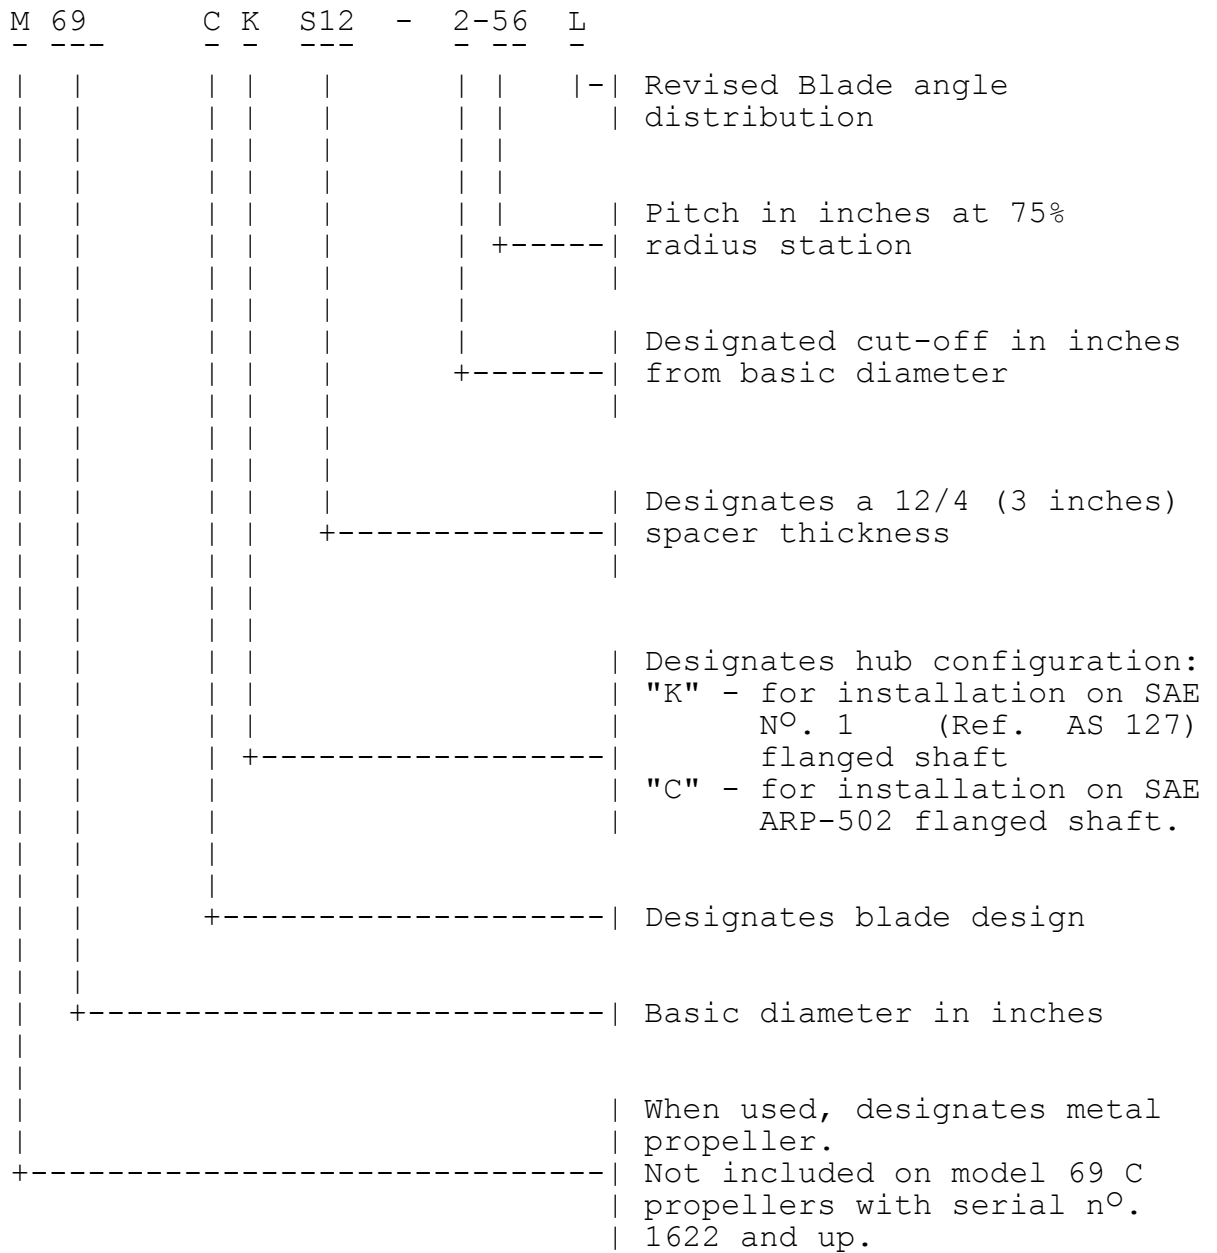 M 69 C K S12 - 2-56 L
Revised Blade angle
distribution
Pitch in inches at 75%
radius station
Designated cut-off in inches
from basic diameter
Designates a 12/4 (3 inches)
spacer thickness
Designates hub configuration:
"K" - for installation on SAE
Nº. 1 (Ref. AS 127)
flanged shaft
"C" - for installation on SAE
ARP-502 flanged shaft.
Designates blade design
Basic diameter in inches
When used, designates metal
propeller.
Not included on model 69 C
propellers with serial nº.
1622 and up.